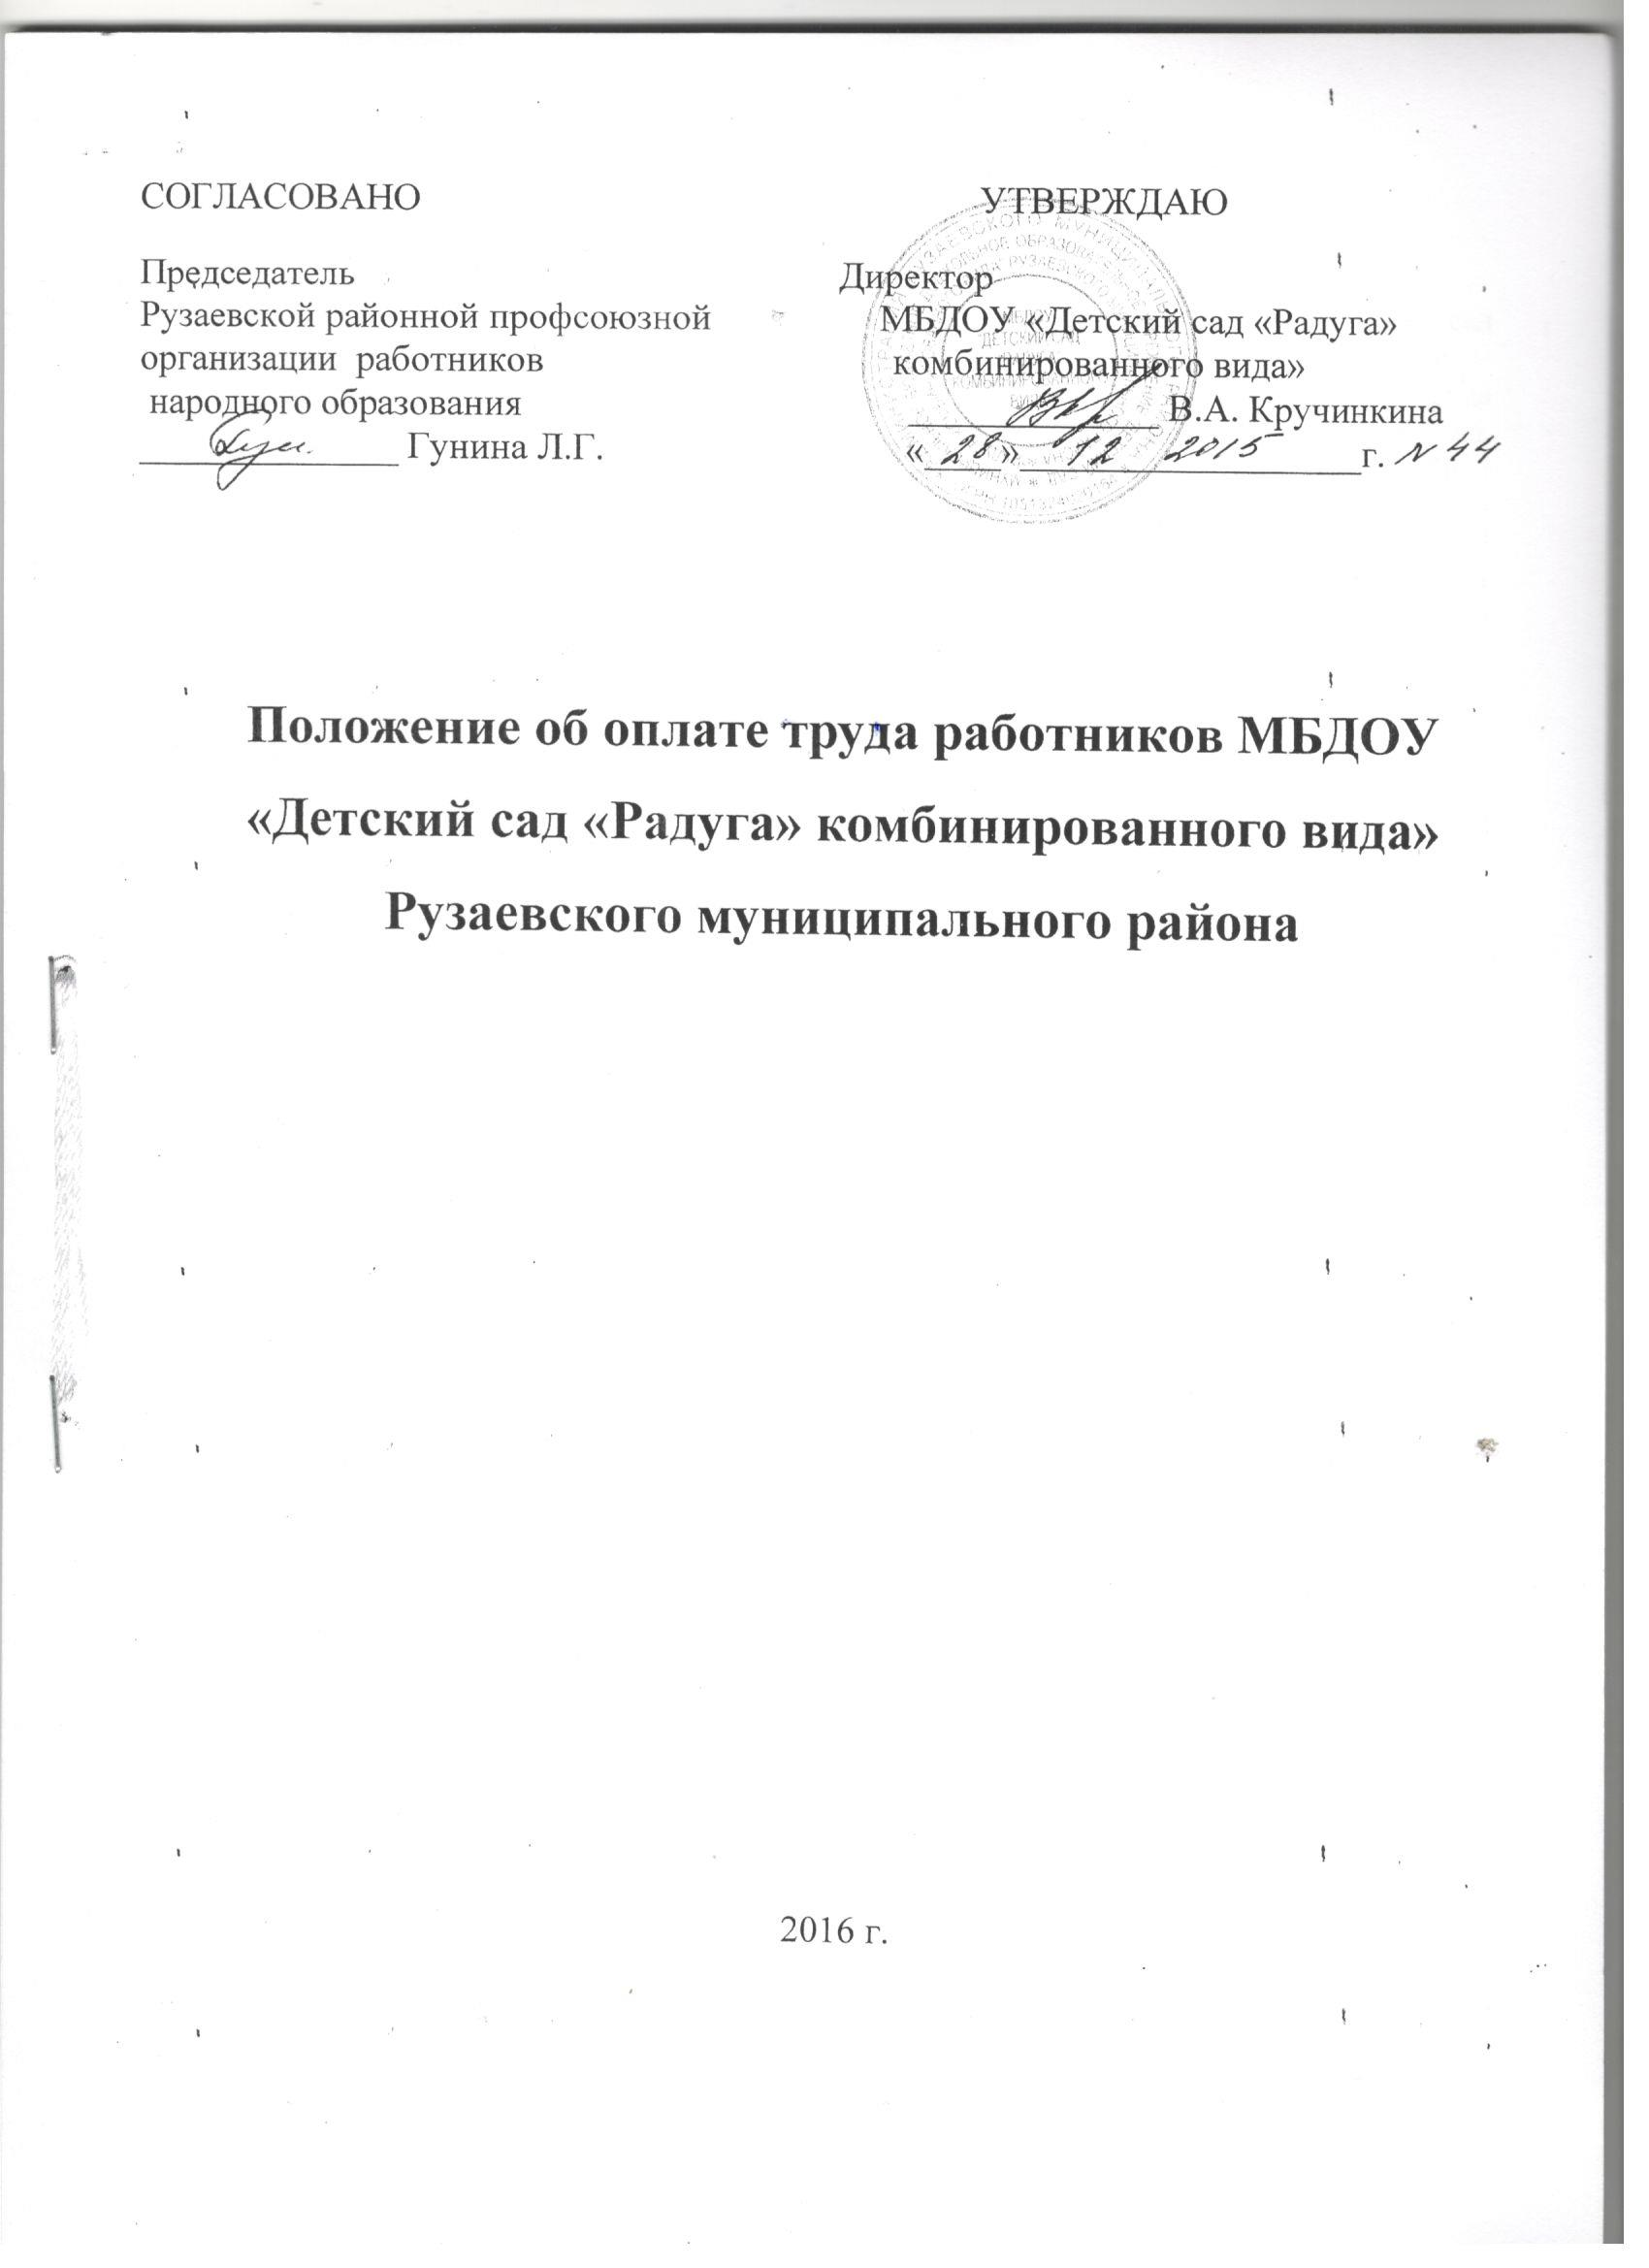 СОГЛАСОВАНО
Председатель
Рузаевской районной профсоюзной
организации работников
народного образования
Гунина Л.Г.
УТВЕРЖДАЮ
Директор
МБДОУ «Детский сад «Радуга»
комбинированного вида»
В.А. Кручинкина
«28» 12 2015 г. N 44
Положение об оплате труда работников МБДОУ
«Детский сад «Радуга» комбинированного вида»
Рузаевского муниципального района
2016 г.